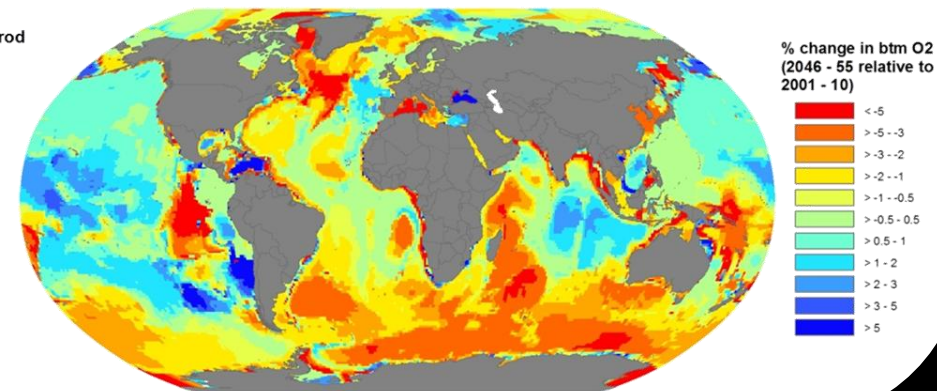 rod
% change in btm O2
(2046 - 55 relative to
2001 - 10)
< -5
> -5 - -3
> -3 - -2
> -2 - -1
> -1 - -0.5
> -0.5 - 0.5
> 0.5 - 1
> 1 - 2
> 2 - 3
> 3 - 5
> 5